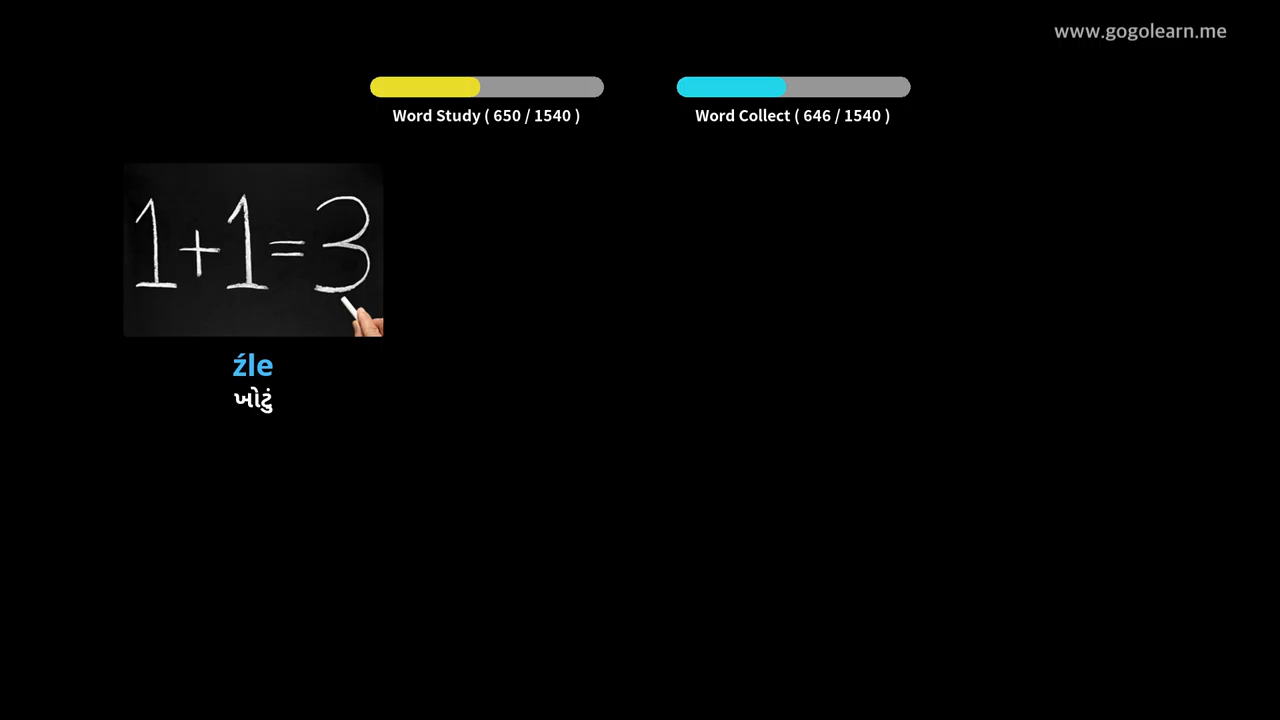 www.gogolearn.me
Word Study ( 650 / 1540 )
Word Collect ( 646 / 1540 )
1+1=3
źle
ખોટું